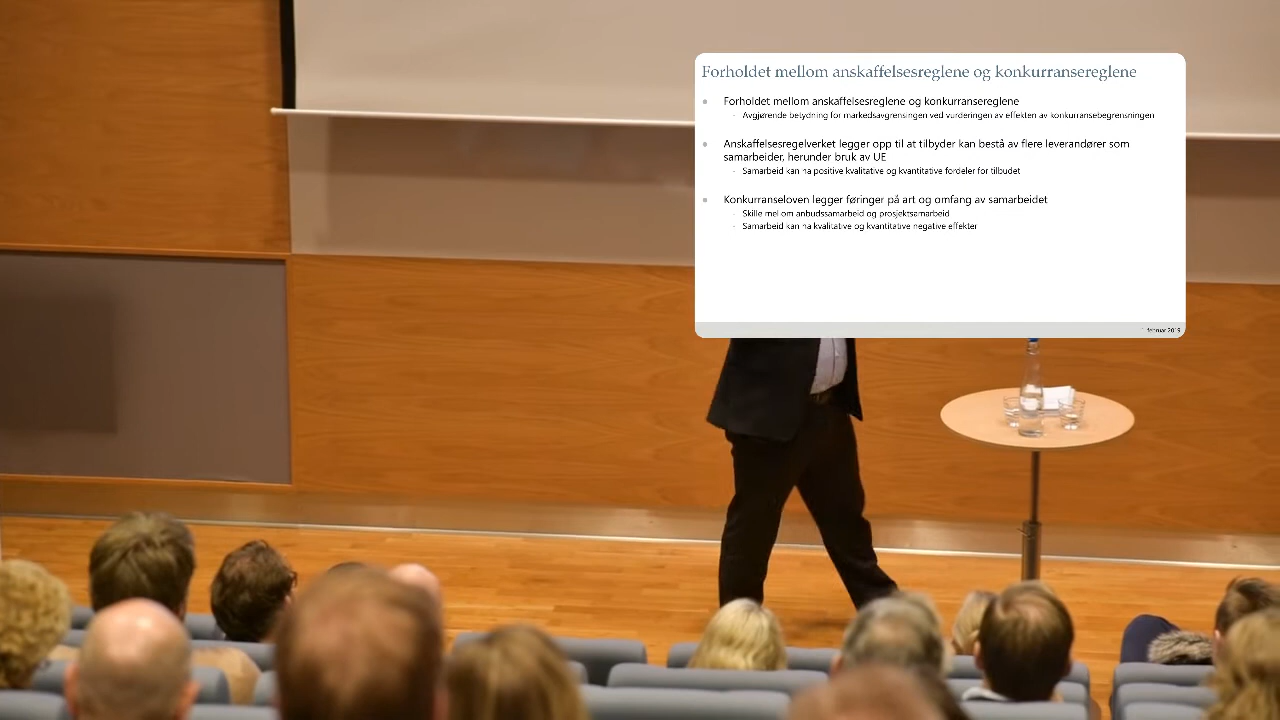 Forholdet mellom anskaffelsesreglene og konkurransereglene
Forholdet mellom anskaffelsesreglene og konkurransereglene
- Avgjørende betydning for markedsavgrensingen ved vurderingen av effekten av konkurransebegrensningen
Anskaffelsesregelverket legger opp til at tilbyder kan bestå av flere leverandører som
samarbeider, herunder bruk av UE
- Samarbeid kan ha positive kvalitative og kvantitative fordeler for tilbudet
Konkurranseloven legger føringer på art og omfang av samarbeidet
- Skille mellom anbudssamarbeid og prosjektsamarbeid
- Samarbeid kan ha kvalitative og kvantitative negative effekter
februar 2019